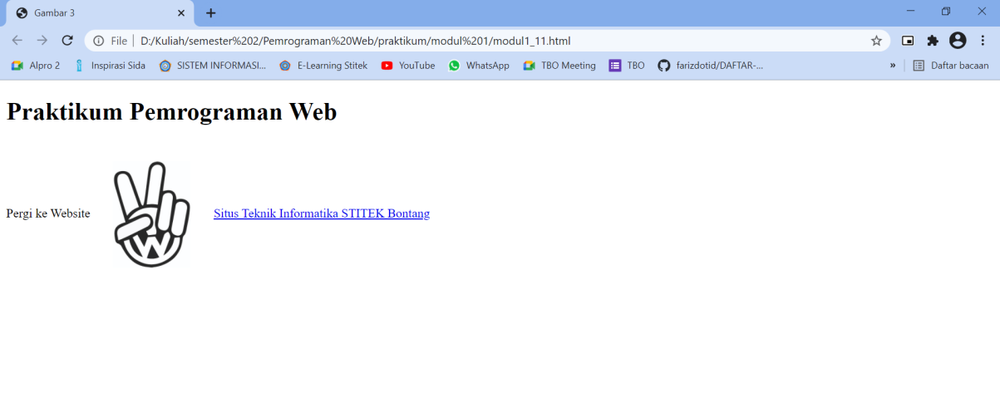 Gambar 3
File D:/Kuliah/semester%202/Pemrograman%20Web/praktikum/modul%201/modul1_11.html
Alpro 2 Inspirasi Sida SISTEM INFORMASI... E-Learning Stitek YouTube WhatsApp TBO Meeting TBO farizdotid/DAFTAR-... » Daftar bacaan
Praktikum Pemrograman Web
Pergi ke Website W Situs Teknik Informatika STITEK Bontang